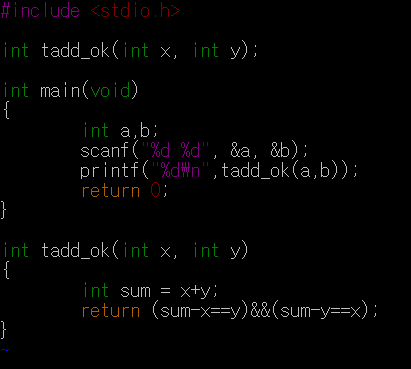 #include <stdio.h>
int tadd_ok(int x, int y);
int main(void)
{
int a,b;
scanf("%d %d", &a, &b);
printf("%d₩n",tadd_ok(a,b));
return 0;
}
int tadd_ok(int x, int y)
{
int sum = x+y;
return (sum-x==y)&&(sum-y==x);
}
~